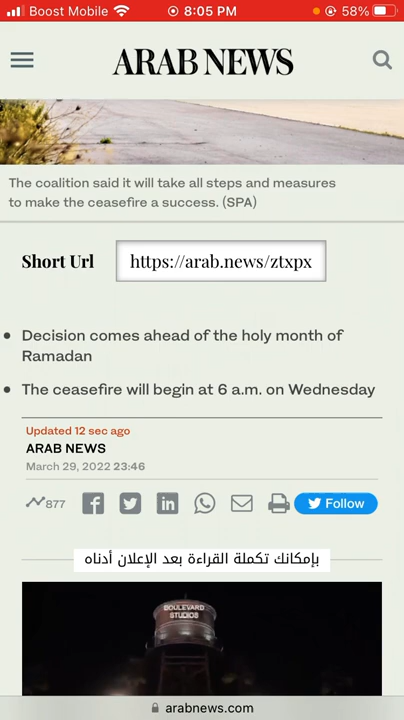 Boost Mobile 8:05 PM 58%
ARAB NEWS
The coalition said it will take all steps and measures
to make the ceasefire a success. (SPA)
Short Url https://arab.news/ztxpx
Decision comes ahead of the holy month of
Ramadan
The ceasefire will begin at 6 a.m. on Wednesday
Updated 12 sec ago
ARAB NEWS
March 29, 2022 23:46
877 Follow
بإمكانك تكملة القراءة بعد الإعلان أدناه
BOULEVARD
STUDIOS
arabnews.com